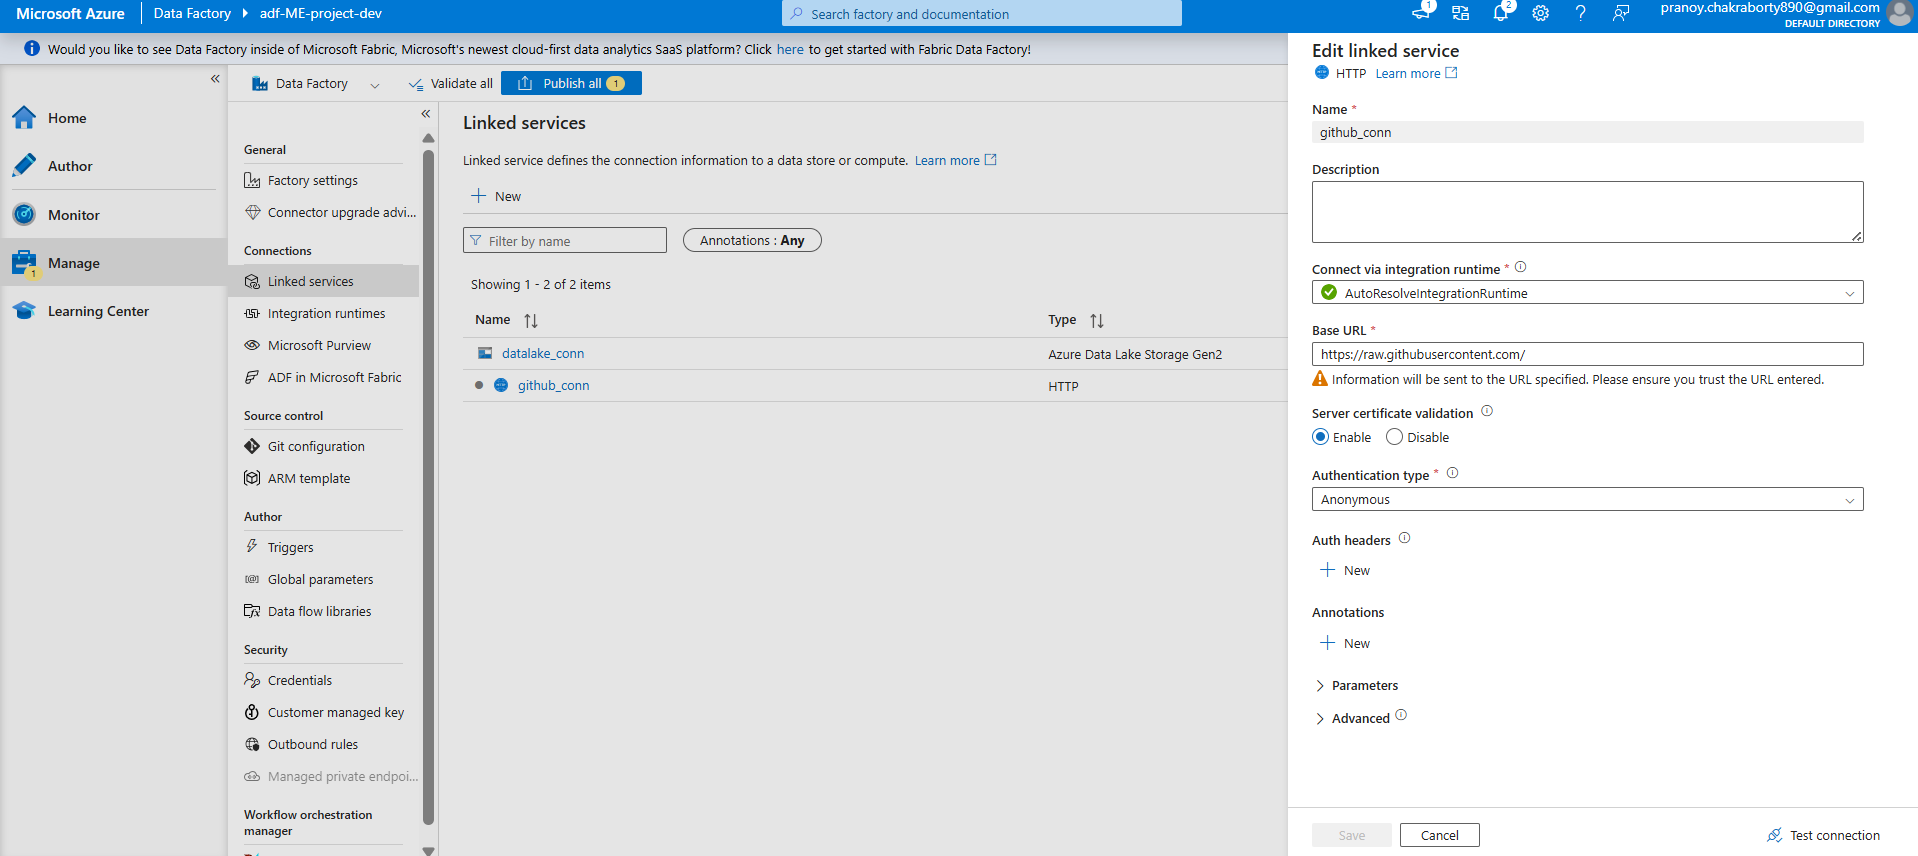 Microsoft Azure
Data Factory
adf-ME-project-dev
Search factory and documentation
1
2
pranoy.chakraborty890@gmail.com
DEFAULT DIRECTORY
Would you like to see Data Factory inside of Microsoft Fabric, Microsoft's newest cloud-first data analytics SaaS platform? Click here to get started with Fabric Data Factory!
Home
Author
Monitor
Manage
1
Learning Center
Data Factory
Validate all
Publish all 1
General
Factory settings
Connector upgrade advi...
Connections
Linked services
Integration runtimes
Microsoft Purview
ADF in Microsoft Fabric
Source control
Git configuration
ARM template
Author
Triggers
Global parameters
Data flow libraries
Security
Credentials
Customer managed key
Outbound rules
Managed private endpoi...
Workflow orchestration
manager
Linked services
Linked service defines the connection information to a data store or compute. Learn more
New
Filter by name
Annotations : Any
Showing 1 - 2 of 2 items
Name
Type
datalake_conn
Azure Data Lake Storage Gen2
github_conn
HTTP
Edit linked service
HTTP Learn more
Name *
github_conn
Description
Connect via integration runtime *
AutoResolveIntegrationRuntime
Base URL *
https://raw.githubusercontent.com/
Information will be sent to the URL specified. Please ensure you trust the URL entered.
Server certificate validation
Enable
Disable
Authentication type *
Anonymous
Auth headers
New
Annotations
New
Parameters
Advanced
Save
Cancel
Test connection